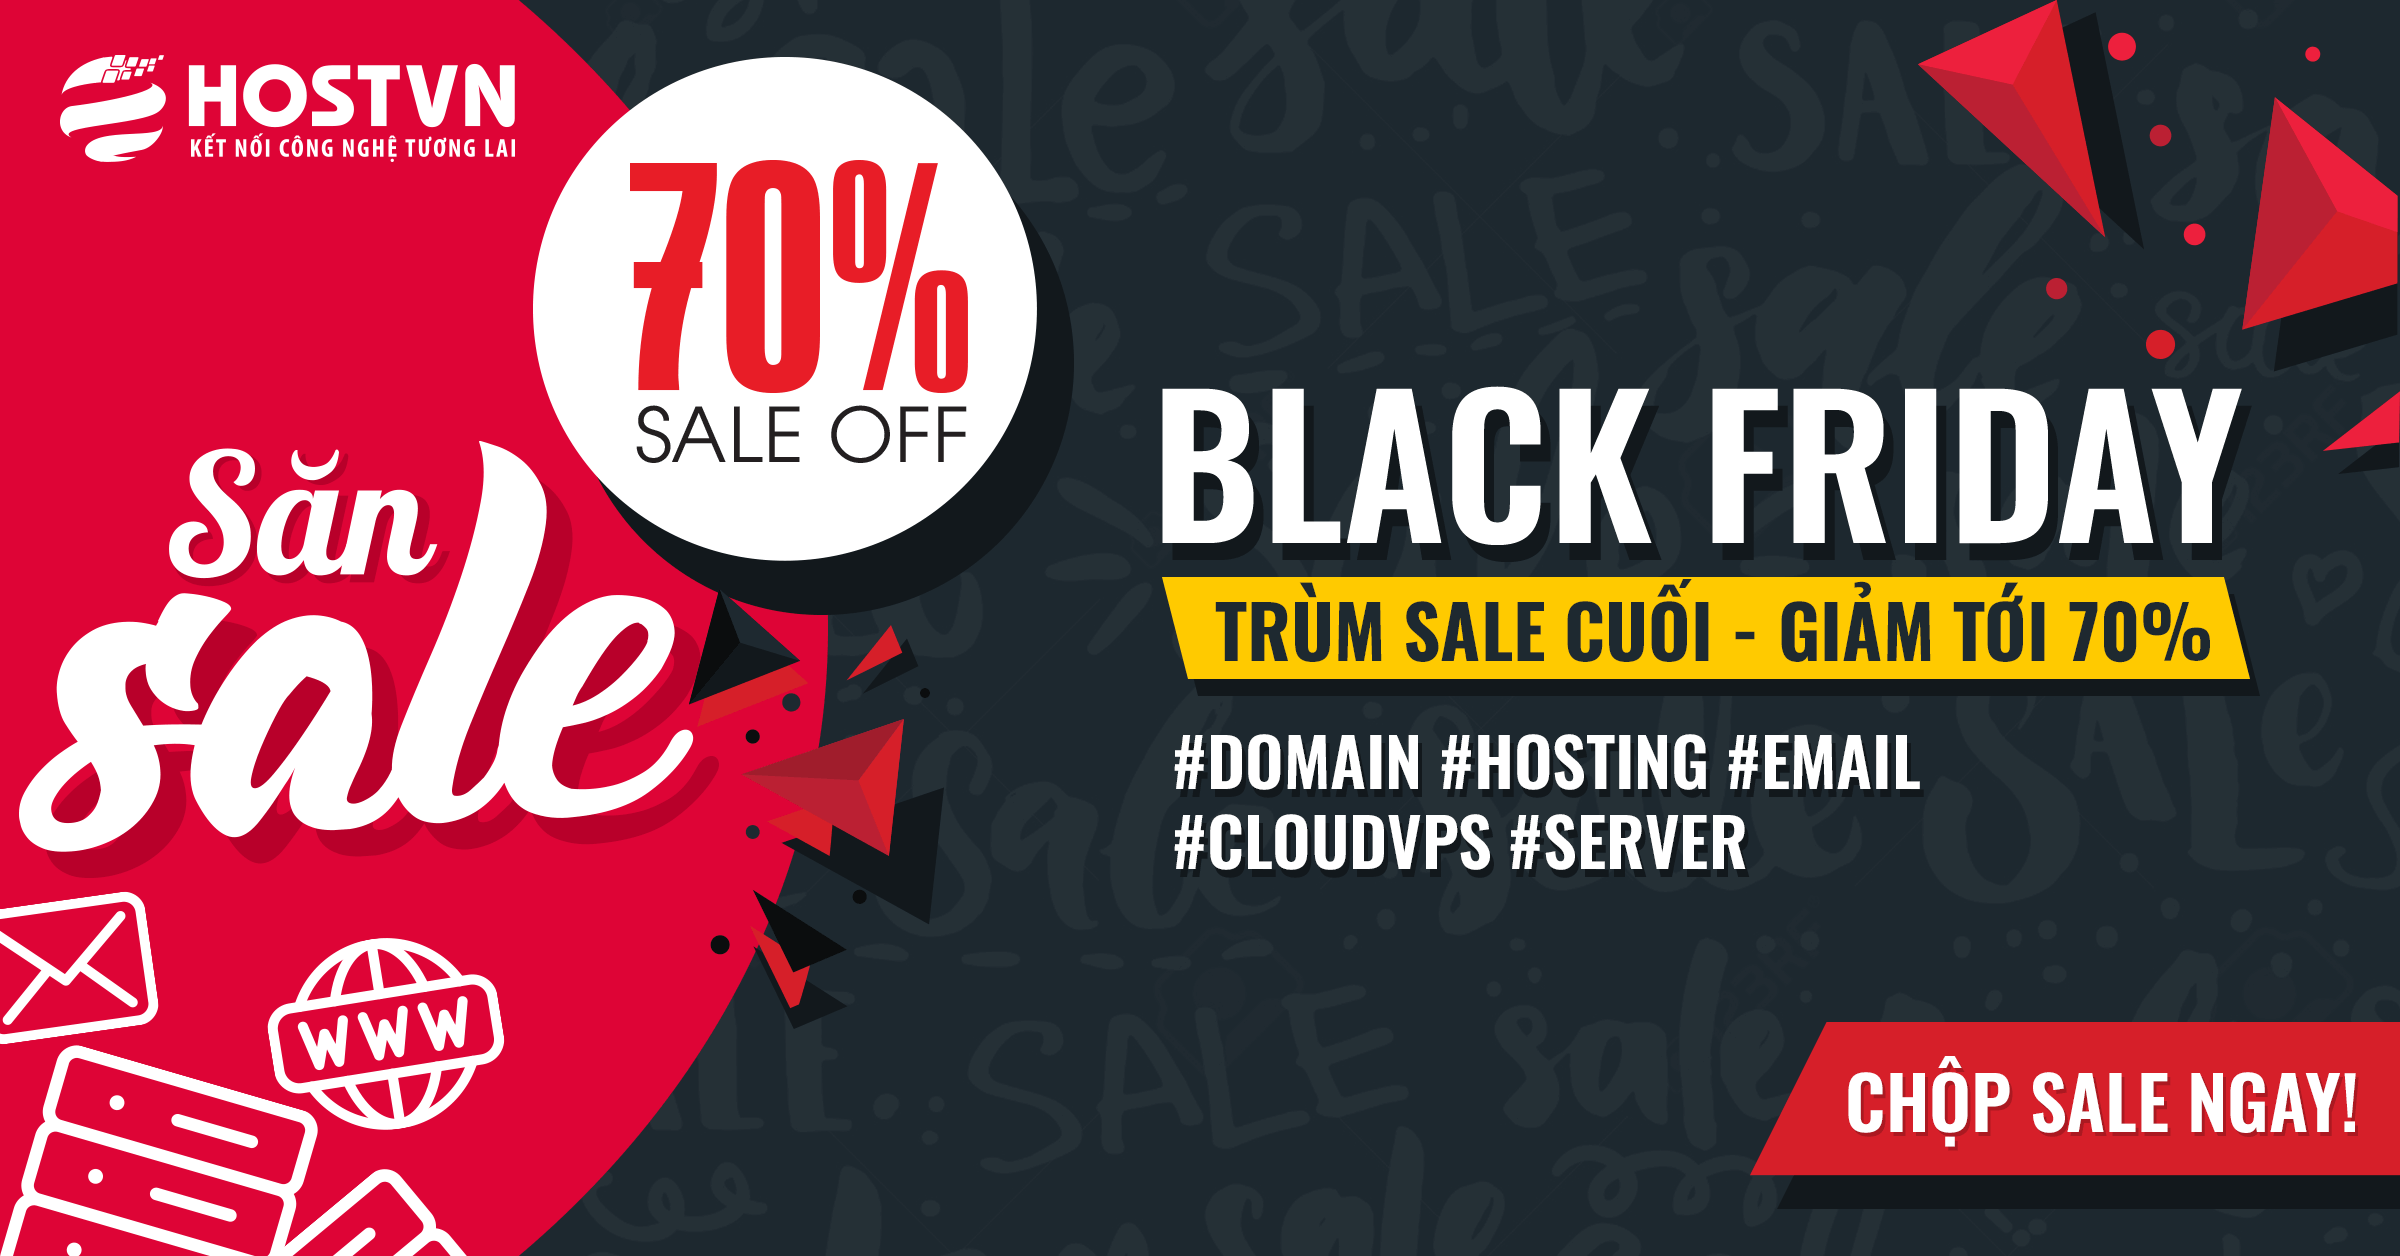 HOSTVN
KẾT NỐI CÔNG NGHỆ TƯƠNG LAI
70%
SALE OFF
Săn
sale
BLACK FRIDAY
TRÙM SALE CUỐI - GIẢM TỚI 70%
#DOMAIN #HOSTING #EMAIL
#CLOUDVPS #SERVER
WWW
CHỘP SALE NGAY!